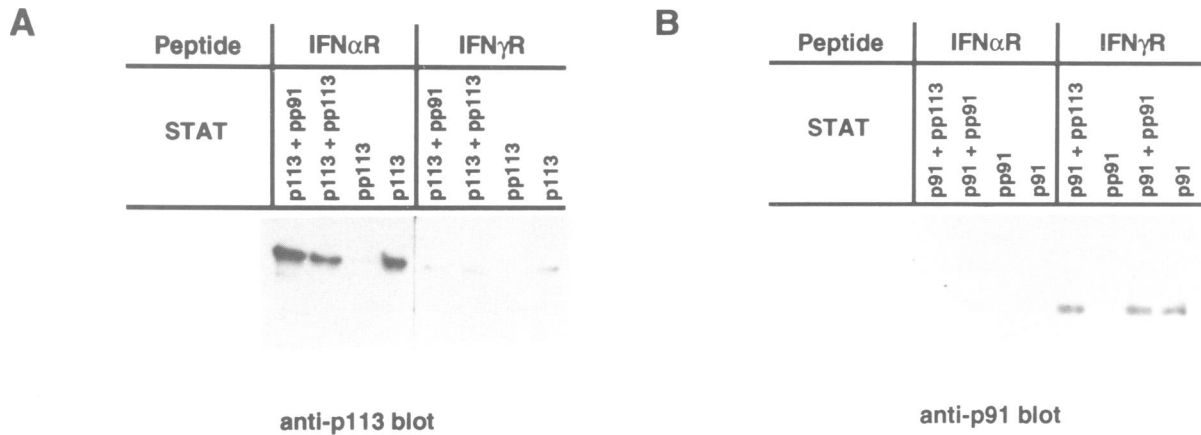 A
Peptide IFNαR IFNγR
STAT
p113 + pp91
p113 + pp113
pp113
p113
p113 + pp91
p113 + pp113
pp113
p113
anti-p113 blot
B
Peptide IFNαR IFNγR
STAT
p91 + pp113
p91 + pp91
pp91
p91
p91 + pp113
pp91
p91 + pp91
p91
anti-p91 blot